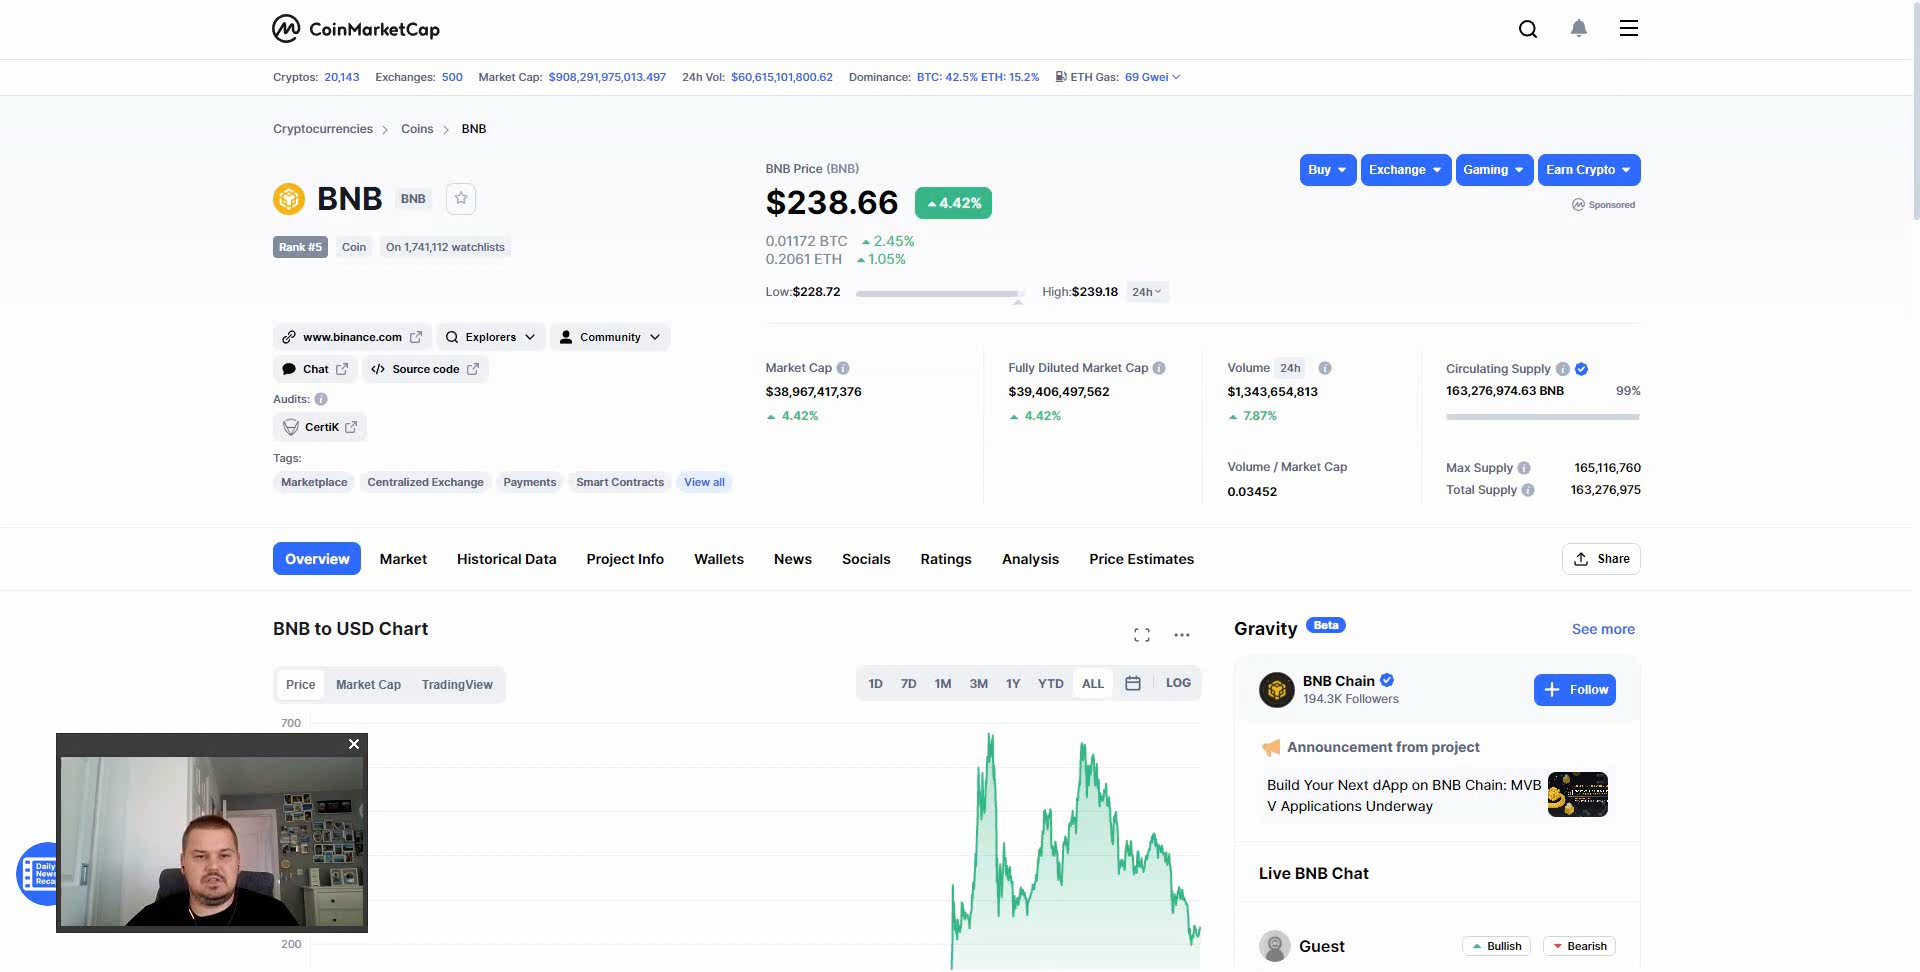 CoinMarketCap
Cryptos: 20,143 Exchanges: 500 Market Cap: $908,291,975,013.497 24h Vol: $60,615,101,800.62 Dominance: BTC: 42.5% ETH: 15.2% ETH Gas: 69 Gwei
Cryptocurrencies Coins BNB
BNB BNB
Rank #5 Coin On 1,741,112 watchlists
www.binance.com Explorers Community
Chat Source code
Audits:
CertiK
Tags:
Marketplace Centralized Exchange Payments Smart Contracts View all
BNB Price (BNB)
$238.66 4.42%
0.01172 BTC 2.45%
0.2061 ETH 1.05%
Low:$228.72 High:$239.18 24h
Buy Exchange Gaming Earn Crypto
Sponsored
Market Cap
$38,967,417,376
4.42%
Fully Diluted Market Cap
$39,406,497,562
4.42%
Volume 24h
$1,343,654,813
7.87%
Volume / Market Cap
0.03452
Circulating Supply
163,276,974.63 BNB 99%
Max Supply 165,116,760
Total Supply 163,276,975
Overview Market Historical Data Project Info Wallets News Socials Ratings Analysis Price Estimates Share
BNB to USD Chart
Price Market Cap TradingView
1D 7D 1M 3M 1Y YTD ALL LOG
700
200
Daily
News
Recap
Gravity Beta See more
BNB Chain
194.3K Followers
Follow
Announcement from project
Build Your Next dApp on BNB Chain: MVB
V Applications Underway
Live BNB Chat
Guest Bullish Bearish